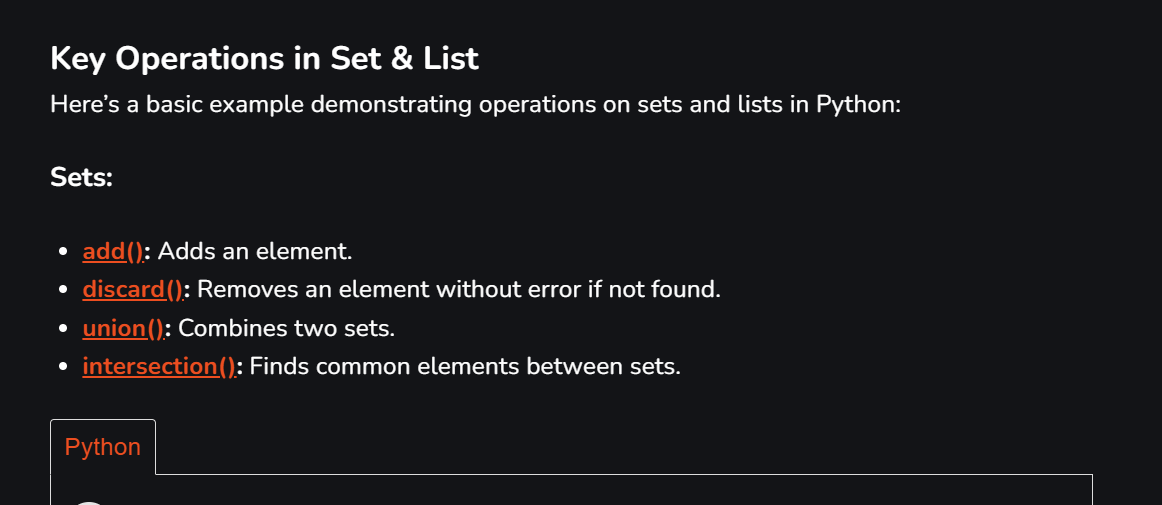 Key Operations in Set & List
Here’s a basic example demonstrating operations on sets and lists in Python:
Sets:
add(): Adds an element.
discard(): Removes an element without error if not found.
union(): Combines two sets.
intersection(): Finds common elements between sets.
Python